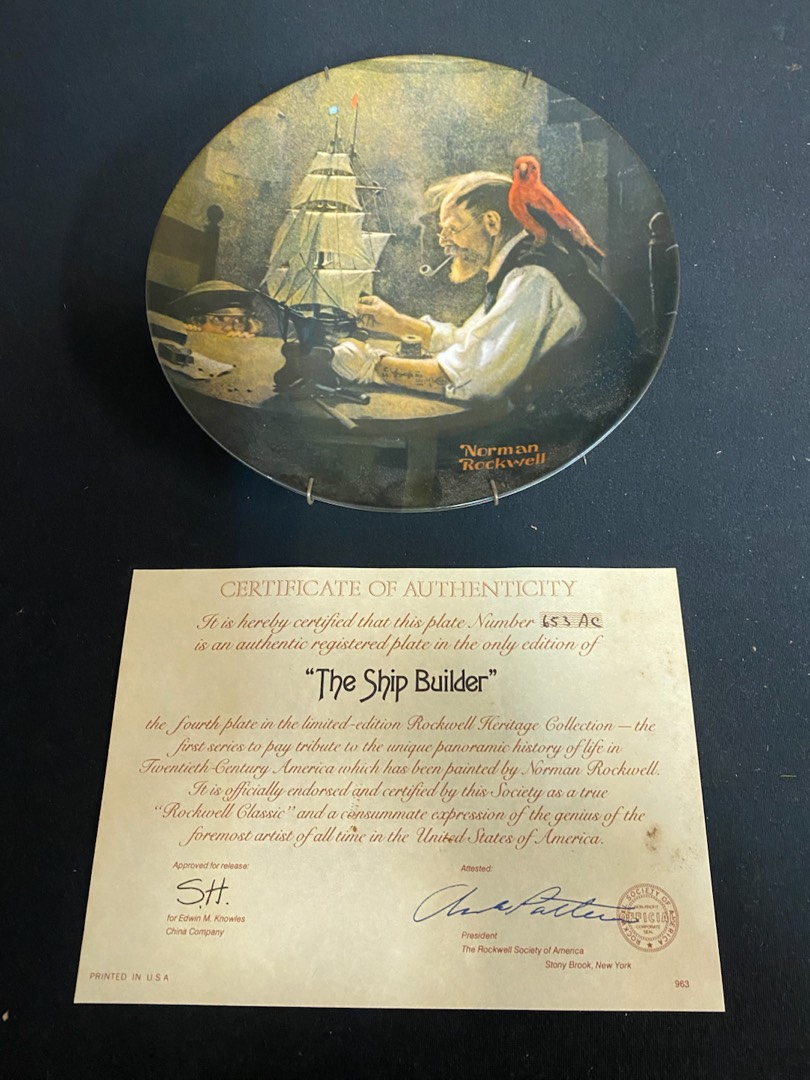 Norman
Rockwell
CERTIFICATE OF AUTHENTICITY
It is hereby certified that this plate Number 653 AC
is an authentic registered plate in the only edition of
"The Ship Builder"
the fourth plate in the limited-edition Rockwell Heritage Collection — the
first series to pay tribute to the unique panoramic history of life in
Twentieth-Century America which has been painted by Norman Rockwell.
It is officially endorsed and certified by this Society as a true
"Rockwell Classic" and a consummate expression of the genius of the
foremost artist of all time in the United States of America.
Approved for release:
S.H.
for Edwin M. Knowles
China Company
Attested:
President
The Rockwell Society of America
Stony Brook, New York
SOCIETY OF AMERICA
OFFICIAL
CORPORATE
SEAL
PRINTED IN U.S.A
963